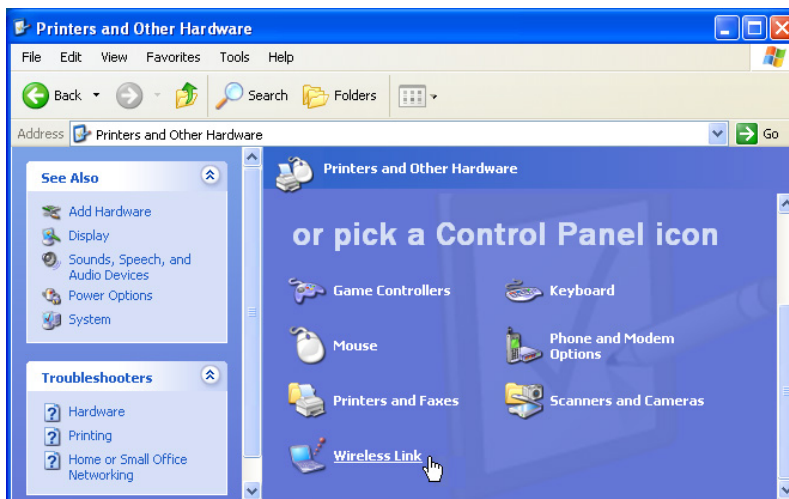 Printers and Other Hardware
File Edit View Favorites Tools Help
Back Search Folders
Address Printers and Other Hardware Go
See Also
Add Hardware
Display
Sounds, Speech, and
Audio Devices
Power Options
System
Troubleshooters
Hardware
Printing
Home or Small Office
Networking
Printers and Other Hardware
or pick a Control Panel icon
Game Controllers
Keyboard
Mouse
Phone and Modem
Options
Printers and Faxes
Scanners and Cameras
Wireless Link